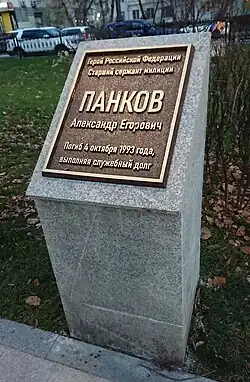 Герой Российской Федерации
Старший сержант милиции
ПАНКОВ
Александр Егорович
Погиб 4 октября 1993 года,
выполняя служебный долг